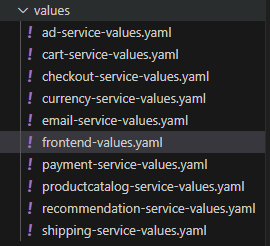 values
! ad-service-values.yaml
! cart-service-values.yaml
! checkout-service-values.yaml
! currency-service-values.yaml
! email-service-values.yaml
! frontend-values.yaml
! payment-service-values.yaml
! productcatalog-service-values.yaml
! recommendation-service-values.yaml
! shipping-service-values.yaml